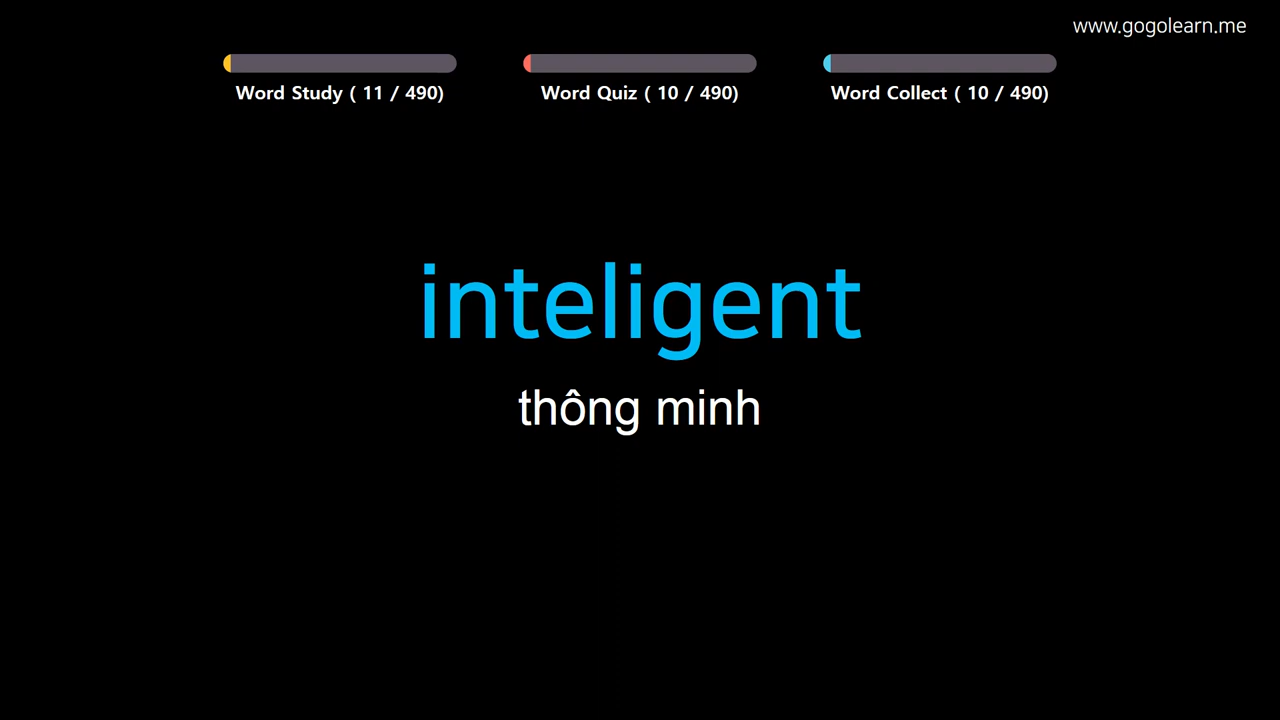 www.gogolearn.me
Word Study ( 11 / 490)
Word Quiz ( 10 / 490)
Word Collect ( 10 / 490)
inteligent
thông minh